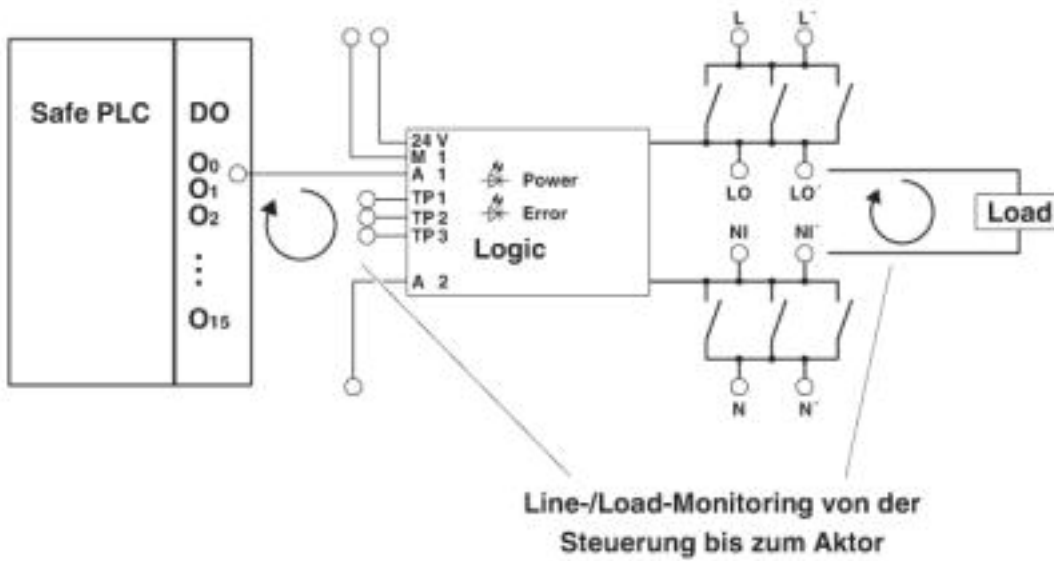 Safe PLC
DO
O0
O1
O2
O15
24 V
M 1
A 1
TP 1
TP 2
TP 3
A 2
Power
Error
Logic
L
L´
LO
LO´
NI
NI´
N
N´
Load
Line-/Load-Monitoring von der
Steuerung bis zum Aktor